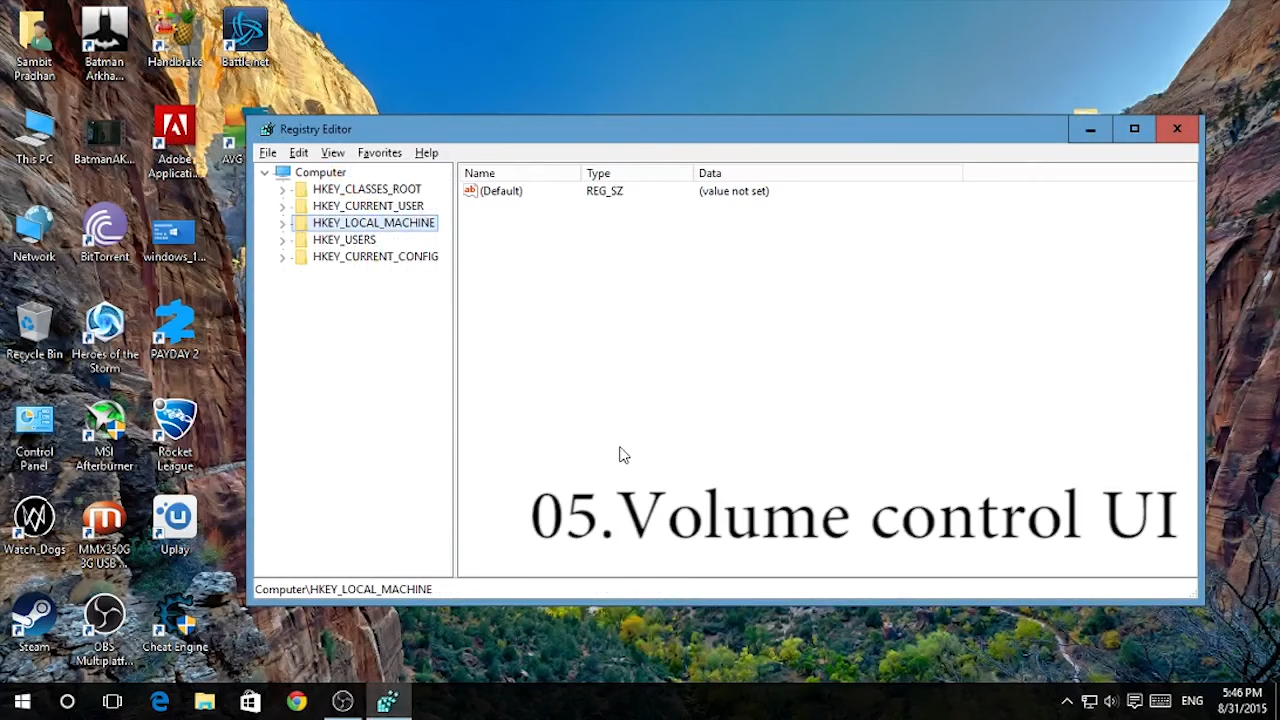 Sambit
Pradhan
Batman
Arkha...
Handbrake
Battle.net
This PC
BatmanAK...
Adobe
Applicati...
AVG
Network
BitTorrent
windows_1...
Recycle Bin
Heroes of the
Storm
PAYDAY 2
Control
Panel
MSI
Afterburner
Rocket
League
Watch_Dogs
MMX350G
3G USB ...
Uplay
Steam
OBS
Multiplatf...
Cheat Engine
Registry Editor
File Edit View Favorites Help
Computer
HKEY_CLASSES_ROOT
HKEY_CURRENT_USER
HKEY_LOCAL_MACHINE
HKEY_USERS
HKEY_CURRENT_CONFIG
Name Type Data
ab (Default) REG_SZ (value not set)
05.Volume control UI
Computer\HKEY_LOCAL_MACHINE
ENG
5:46 PM
8/31/2015